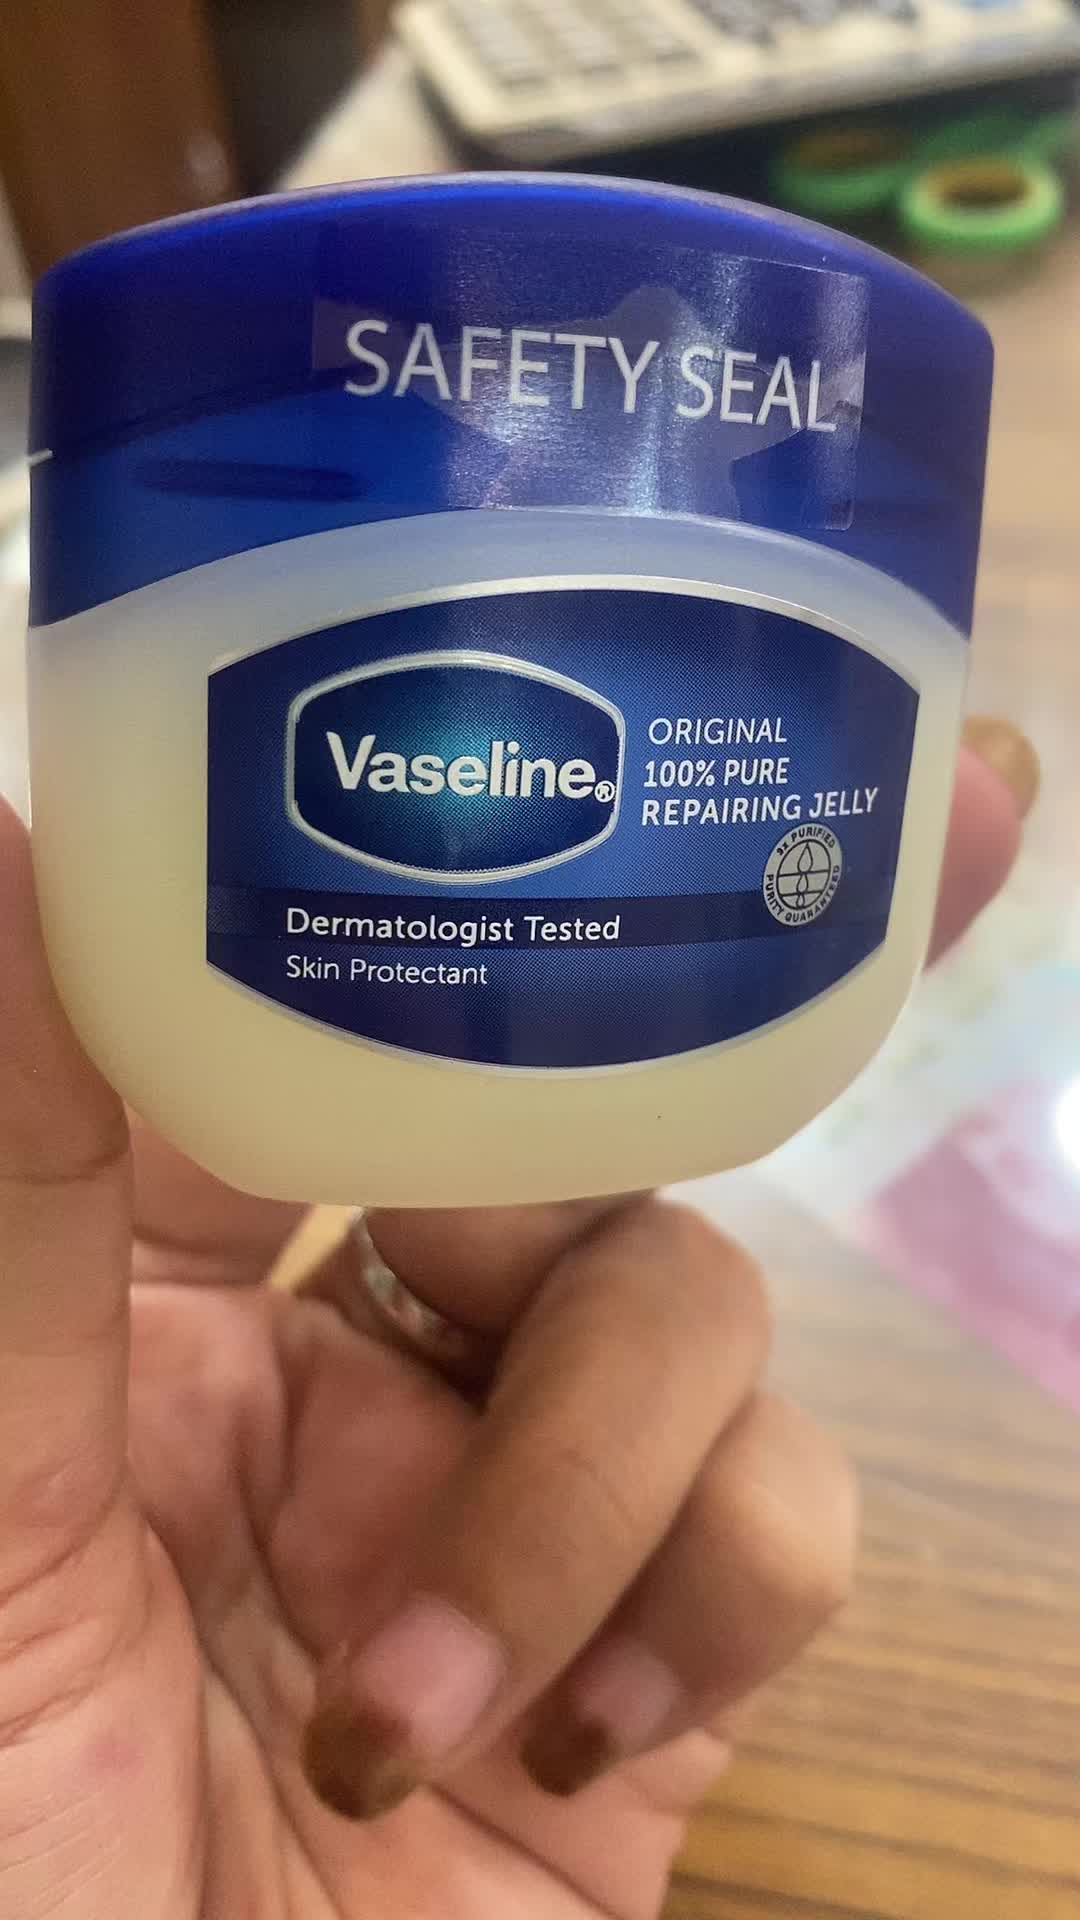 SAFETY SEAL
Vaseline®
ORIGINAL
100% PURE
REPAIRING JELLY
3x PURIFIED
PURITY GUARANTEED
Dermatologist Tested
Skin Protectant